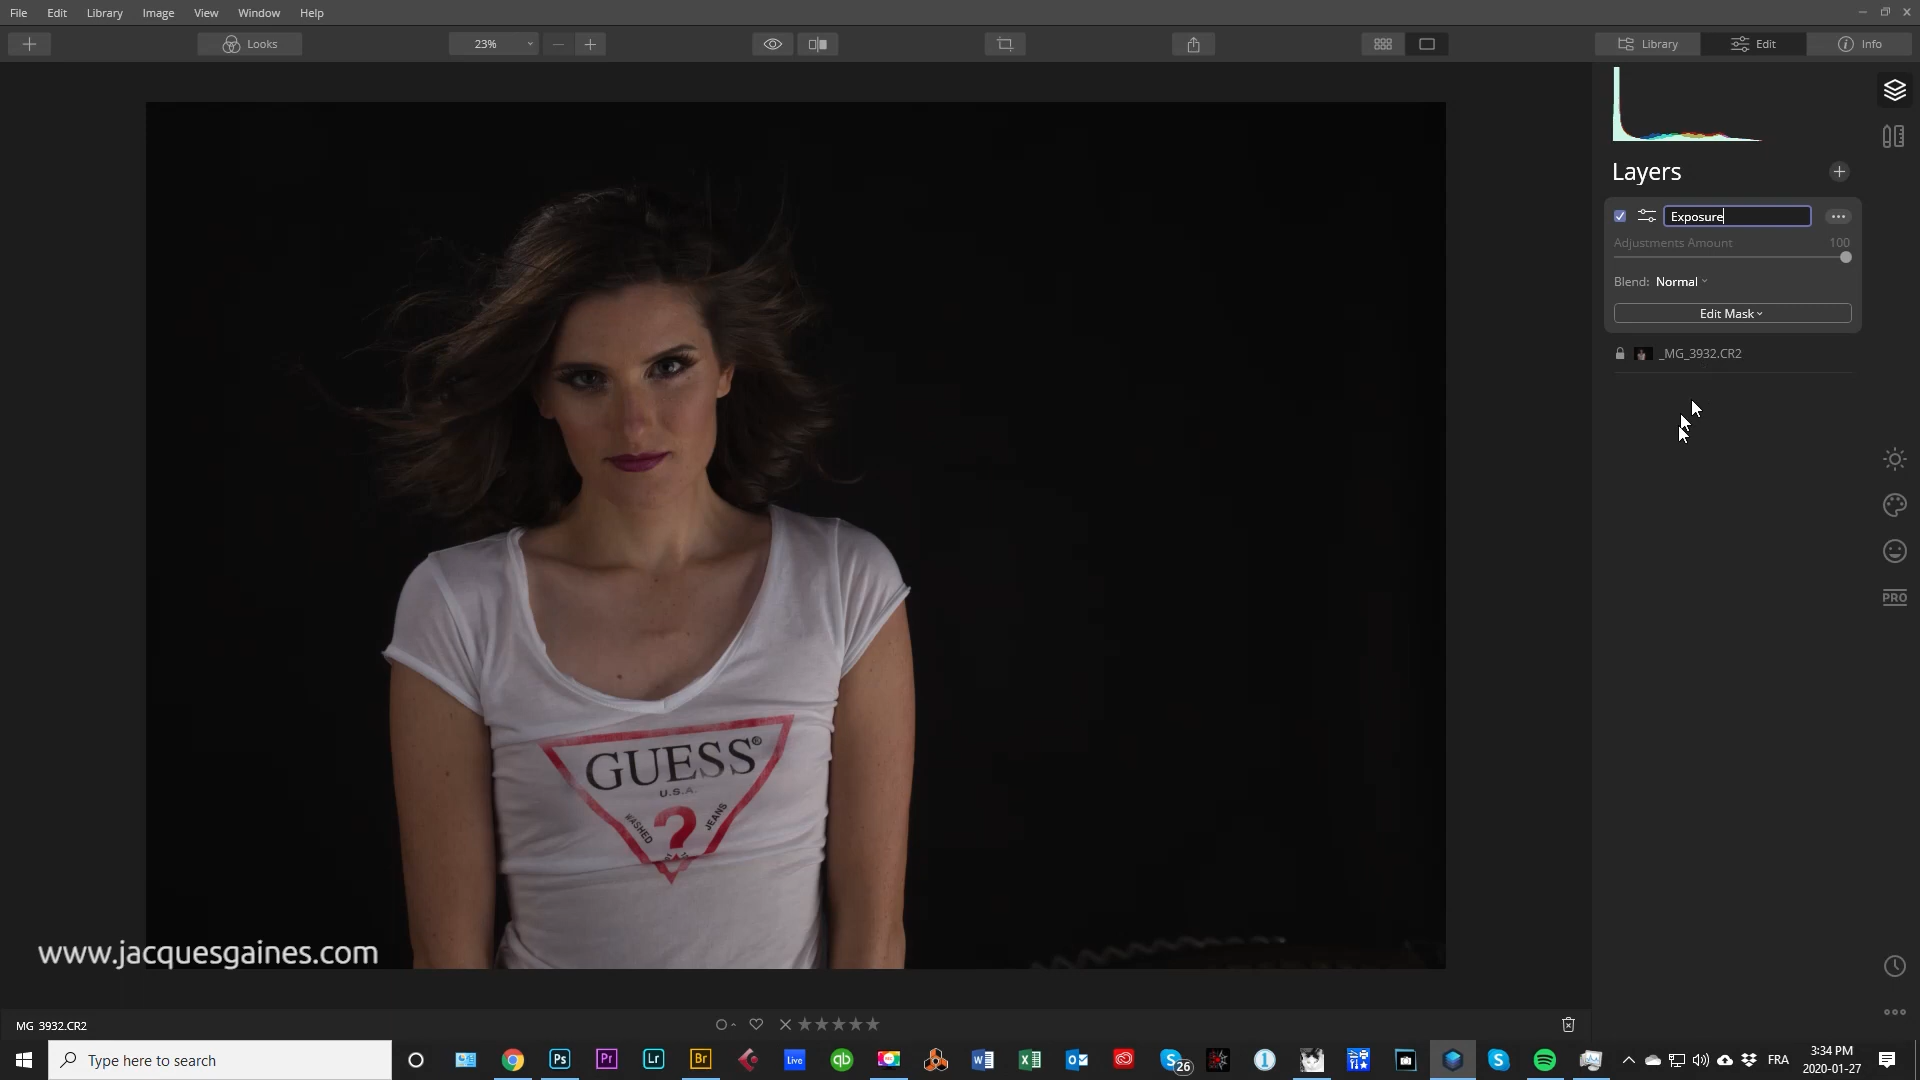 File Edit Library Image View Window Help
Looks 23% Library Edit Info
Layers
Exposure
Adjustments Amount 100
Blend: Normal
Edit Mask
_MG_3932.CR2
PRO
GUESS®
U.S.A.
WASHED ? JEANS
www.jacquesgaines.com
MG 3932.CR2
Type here to search
Ps Pr Lr Br Live qb 26 FRA
3:34 PM
2020-01-27